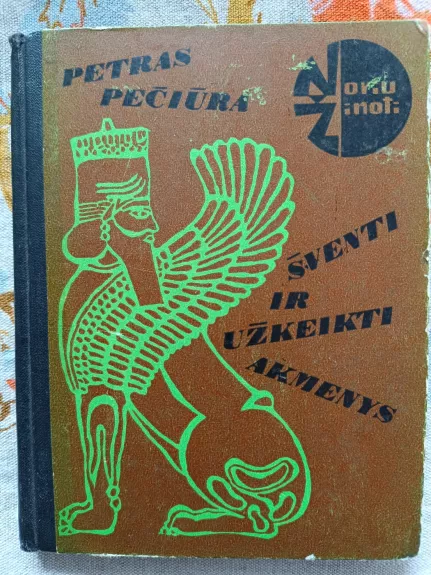 PETRAS
PEČIŪRA
Noriu
Žinoti
ŠVENTI
IR
UŽKEIKTI
AKMENYS